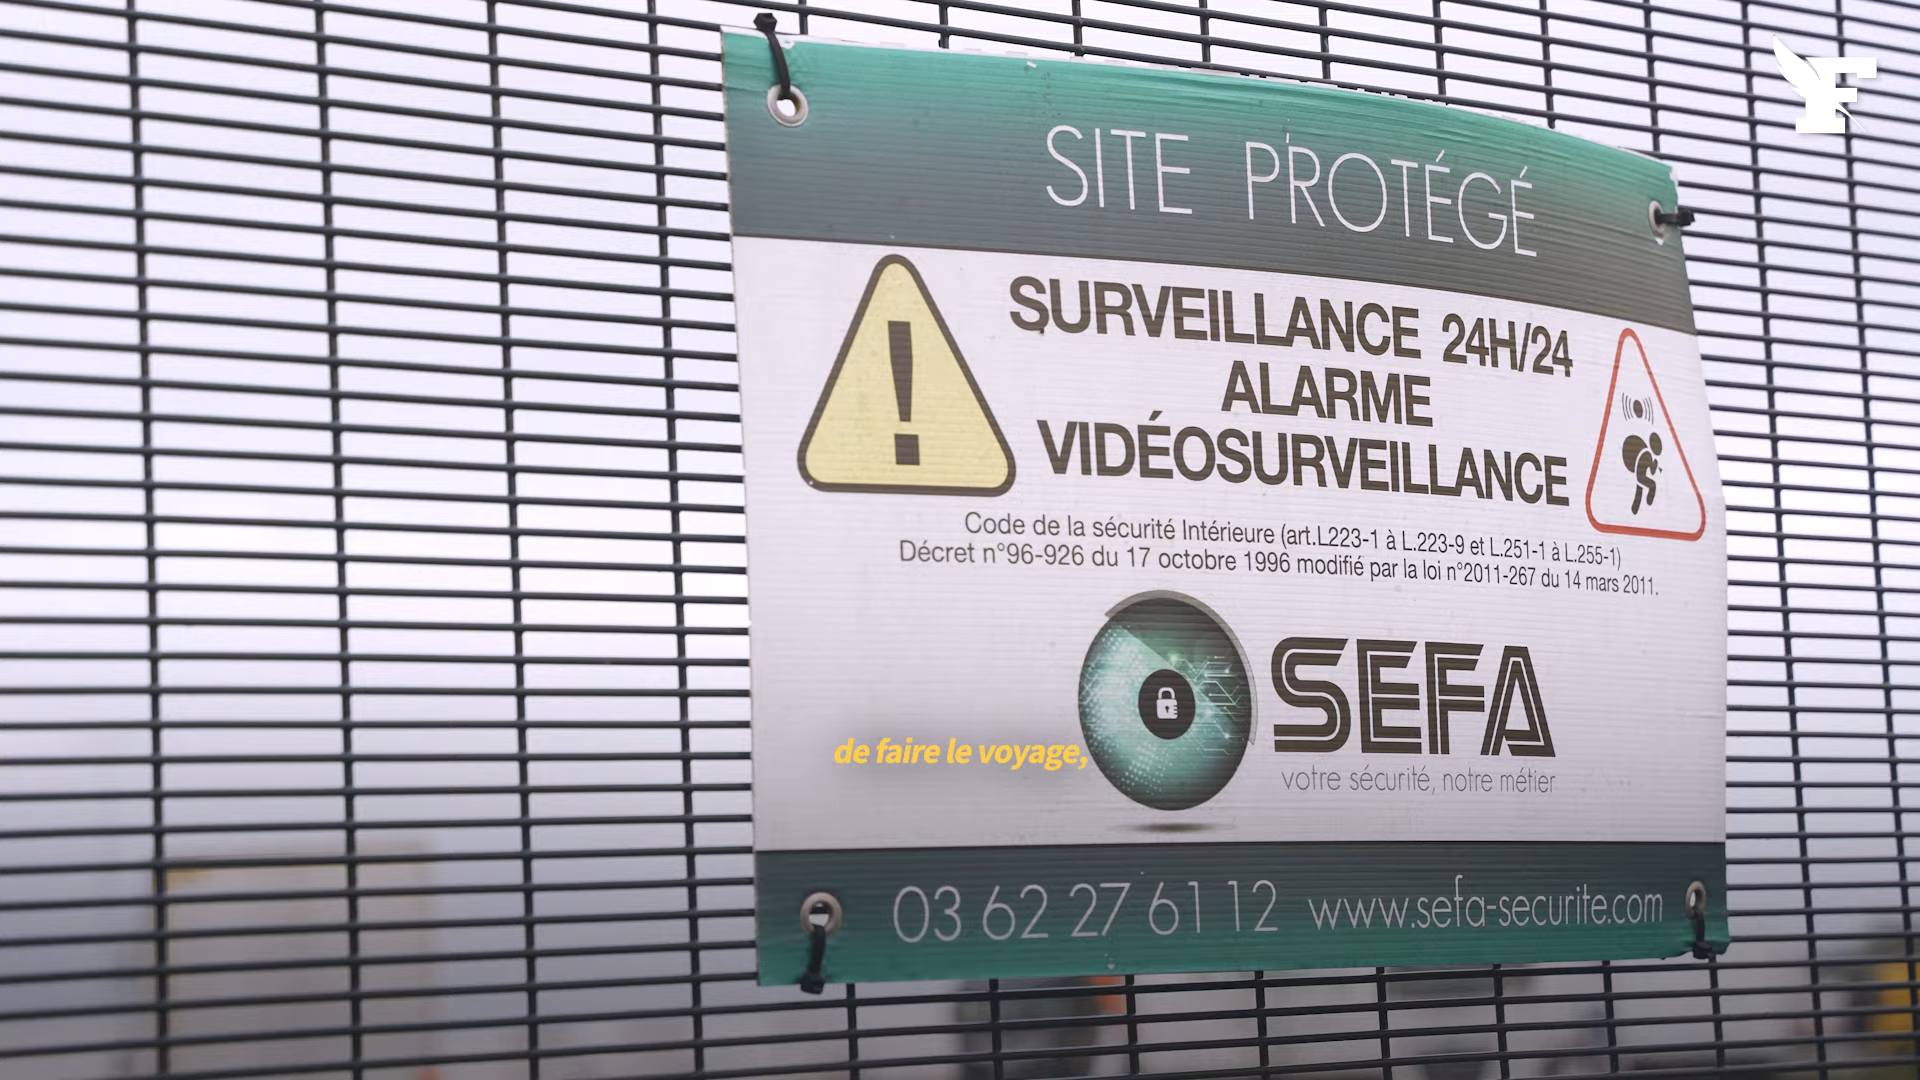 SITE PROTÉGÉ
SURVEILLANCE 24H/24
ALARME
VIDÉOSURVEILLANCE
Code de la sécurité Intérieure (art.L223-1 à L.223-9 et L.251-1 à L.255-1)
Décret n°96-926 du 17 octobre 1996 modifié par la loi n°2011-267 du 14 mars 2011.
SEFA
votre sécurité, notre métier
de faire le voyage,
03 62 27 61 12 www.sefa-securite.com
F